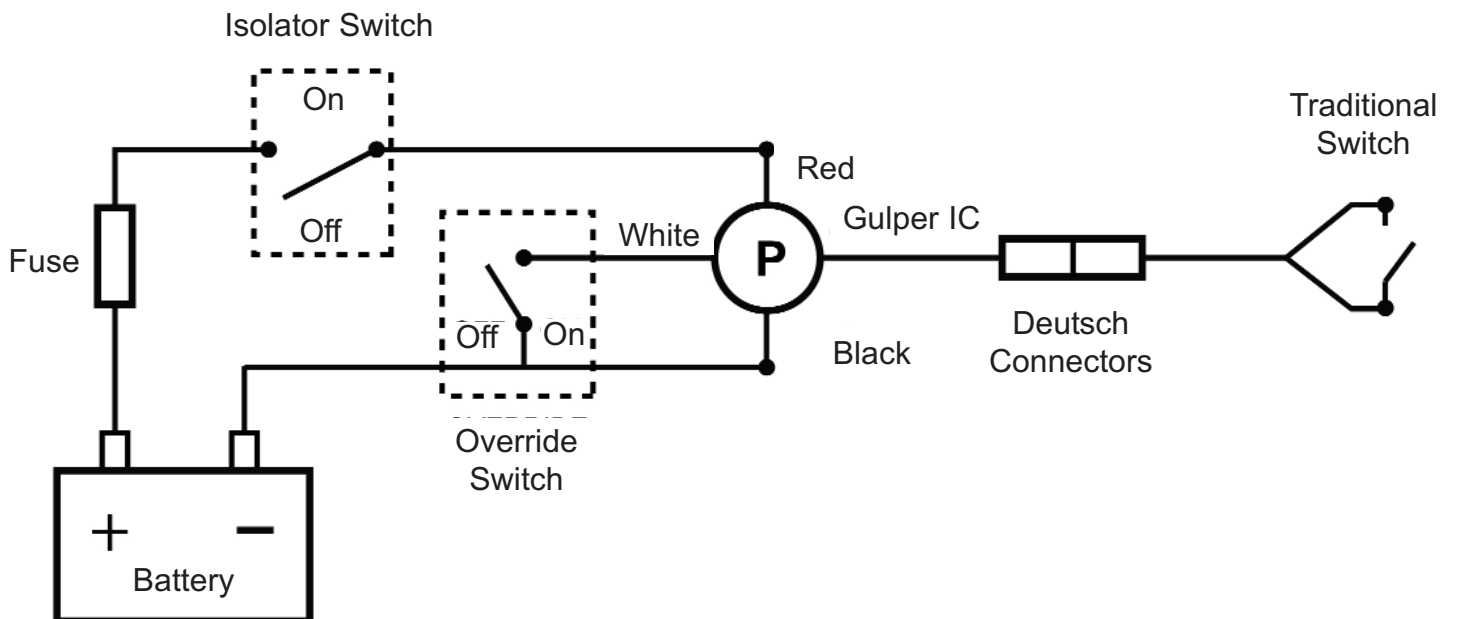 Isolator Switch
On
Off
Fuse
Red
White
Gulper IC
P
Traditional
Switch
Off
On
Black
Deutsch
Connectors
Override
Switch
+
−
Battery